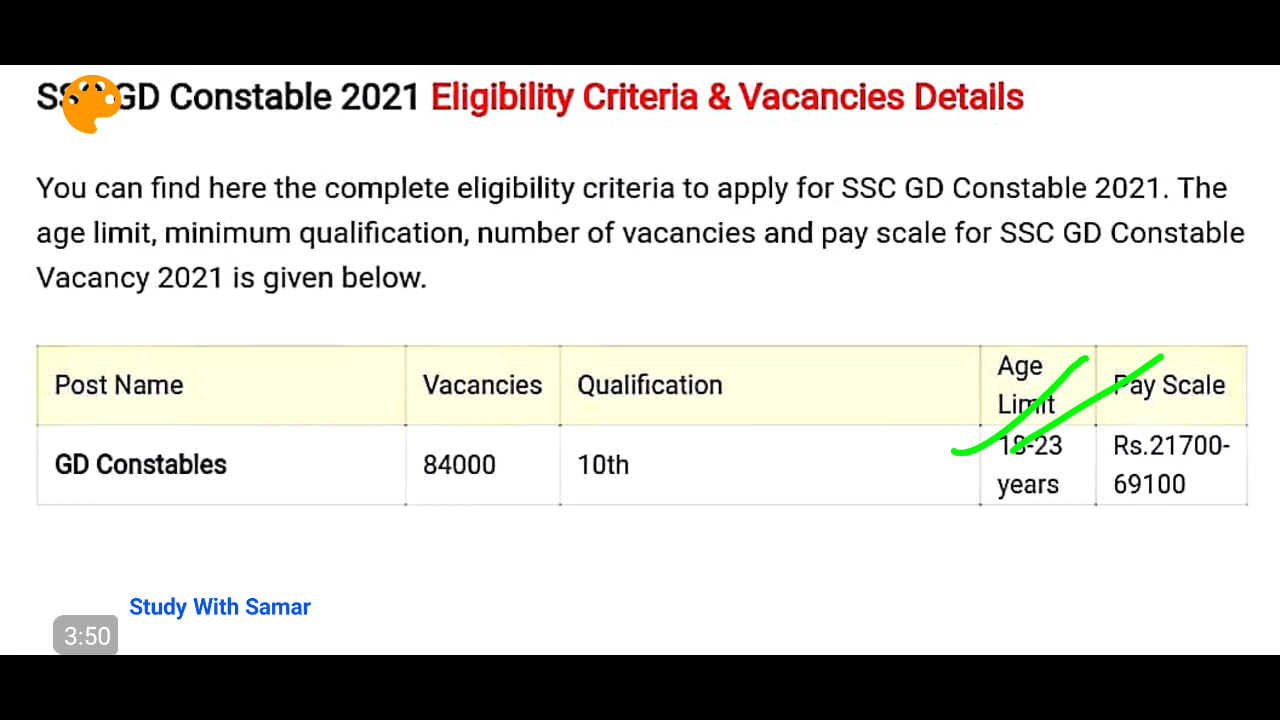 SSC GD Constable 2021 Eligibility Criteria & Vacancies Details
You can find here the complete eligibility criteria to apply for SSC GD Constable 2021. The
age limit, minimum qualification, number of vacancies and pay scale for SSC GD Constable
Vacancy 2021 is given below.
Post Name Vacancies Qualification Age Limit Pay Scale
GD Constables 84000 10th 18-23 years Rs.21700-69100
Study With Samar
3:50